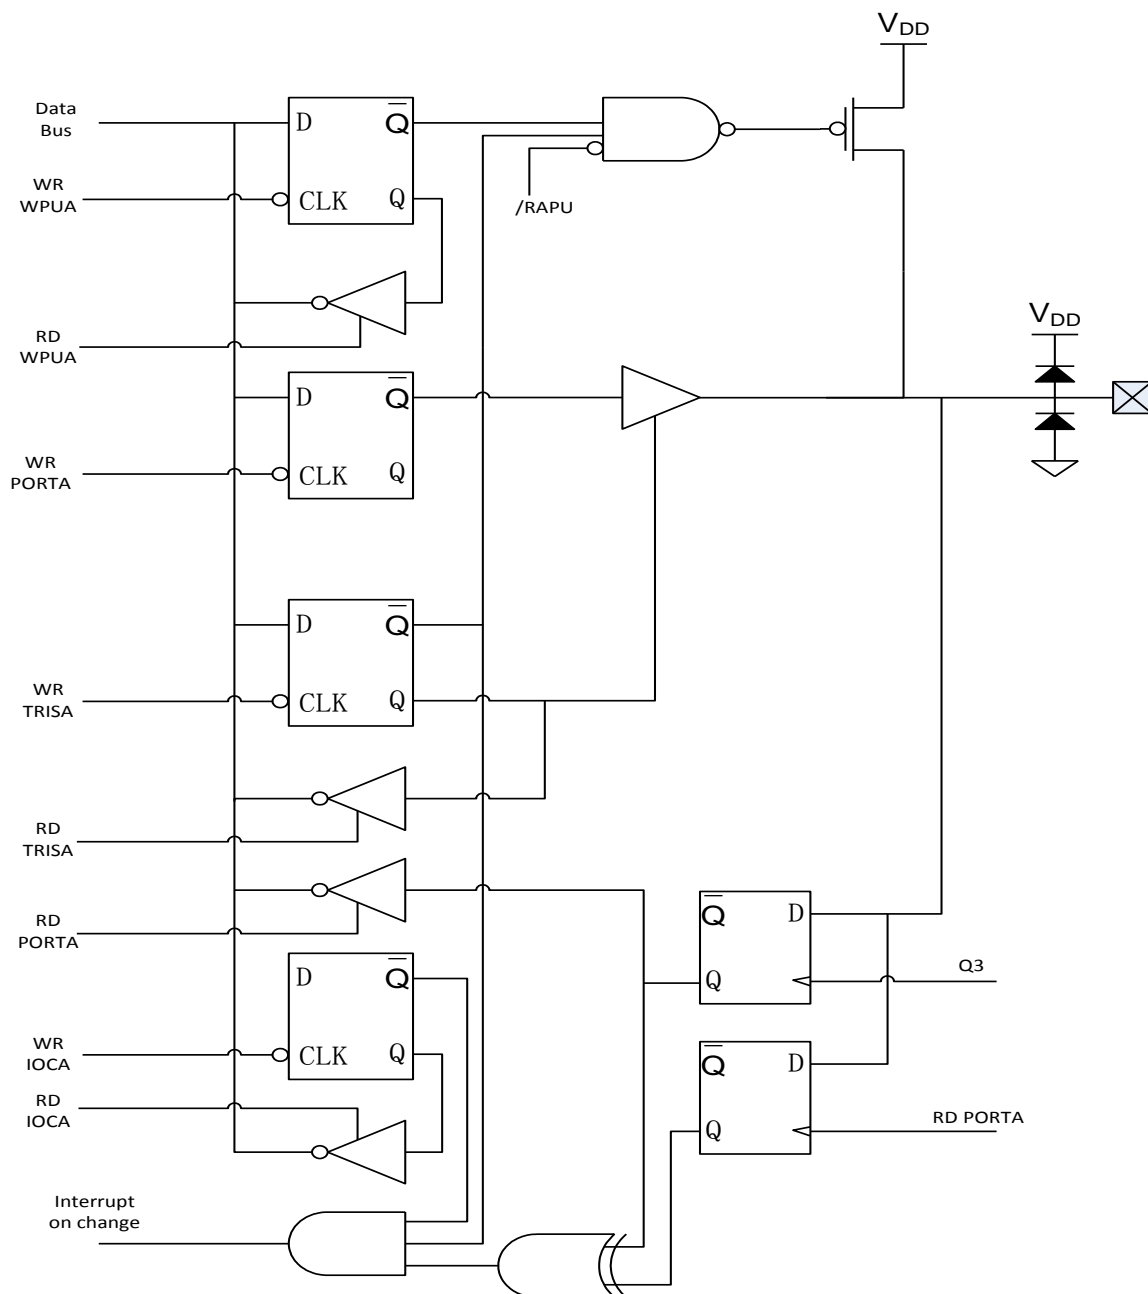 VDD
Data
Bus
D
Q
WR
WPUA
CLK
Q
/RAPU
RD
WPUA
VDD
D
Q
WR
PORTA
CLK
Q
D
Q
WR
TRISA
CLK
Q
RD
TRISA
RD
PORTA
Q
D
Q
Q3
D
Q
WR
IOCA
CLK
Q
RD
IOCA
Q
D
Q
RD PORTA
Interrupt
on change